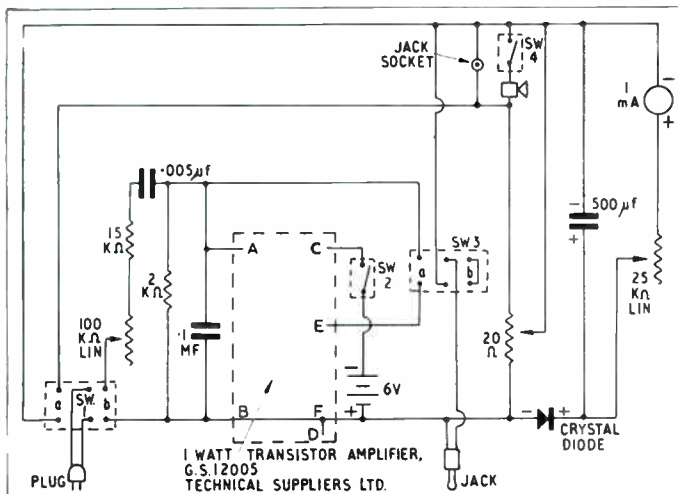 JACK
SOCKET
SW
4
1
mA
-
+
·005µf
15
KΩ
2
KΩ
100
KΩ
LIN
·1
MF
A
C
SW
2
E
B
F
D
-
6V
+
SW.3
a
b
20
Ω
-
500µf
+
25
KΩ
LIN
a
SW.
1
b
PLUG
- +
CRYSTAL
DIODE
JACK
1 WATT TRANSISTOR AMPLIFIER,
G.S.12005
TECHNICAL SUPPLIERS LTD.